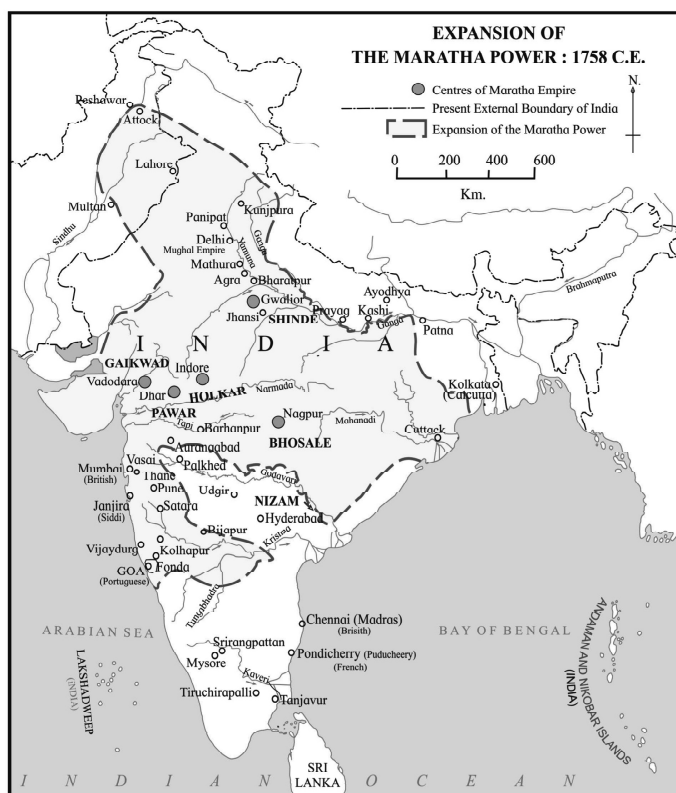 EXPANSION OF
THE MARATHA POWER : 1758 C.E.
N.
Centres of Maratha Empire
Present External Boundary of India
Expansion of the Maratha Power
0 200 400 600
Km.
Peshawar
Attock
Lahore
Multan
Sindhu
Kunjpura
Panipat
Delhi
Mughal Empire
Yamuna
Ganga
Mathura
Agra
Bharatpur
Gwalior
Jhansi
SHINDE
Ayodhya
Prayag
Kashi
Ganga
Patna
Brahmaputra
I N D I A
GAIKWAD
Indore
Vadodara
Dhar
HOLKAR
Narmada
PAWAR
Tapi
Barhanpur
Nagpur
Mohanadi
BHOSALE
Kolkata
(Calcutta)
Cuttack
Auranaabad
Vasai
Palkhed
Mumbai
(British)
Thane
Godavari
Pune
Udgir
NIZAM
Janjira
(Siddi)
Satara
Hyderabad
Bijapur
Krishna
Vijaydurg
Kolhapur
GOA
(Portuguese)
Fonda
Tungabhadra
Chennai (Madras)
(Brisith)
ARABIAN SEA
BAY OF BENGAL
Srirangpattan
Mysore
Pondicherry (Puducheery)
(French)
Kaveri
Tiruchirapalli
Tanjavur
LAKSHADWEEP
(INDIA)
ANDAMAN AND NIKOBAR ISLANDS
(INDIA)
SRI
LANKA
I N D I A N O C E A N